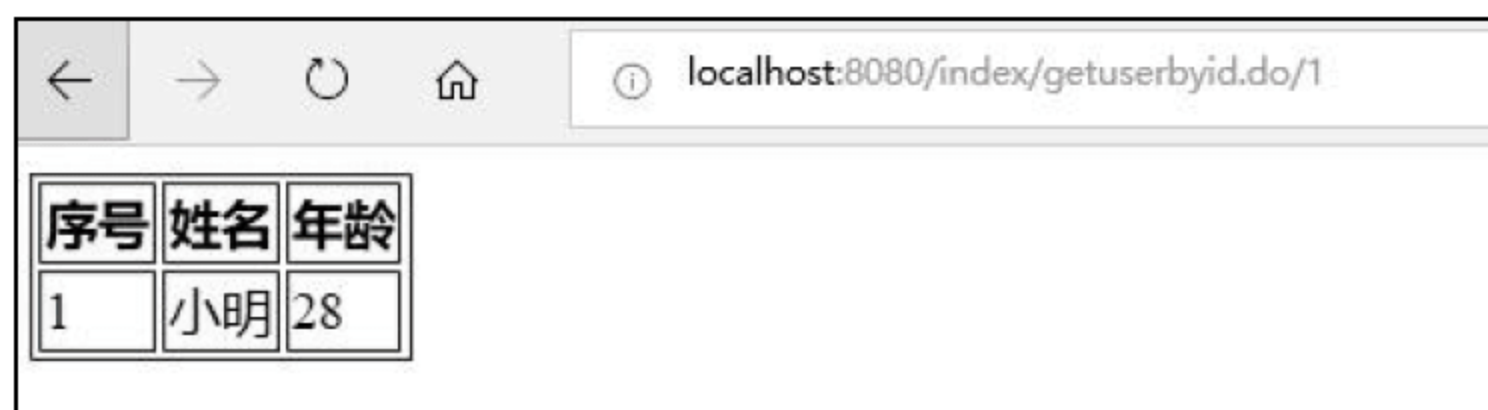 localhost:8080/index/getuserbyid.do/1
序号 姓名 年龄
1 小明 28